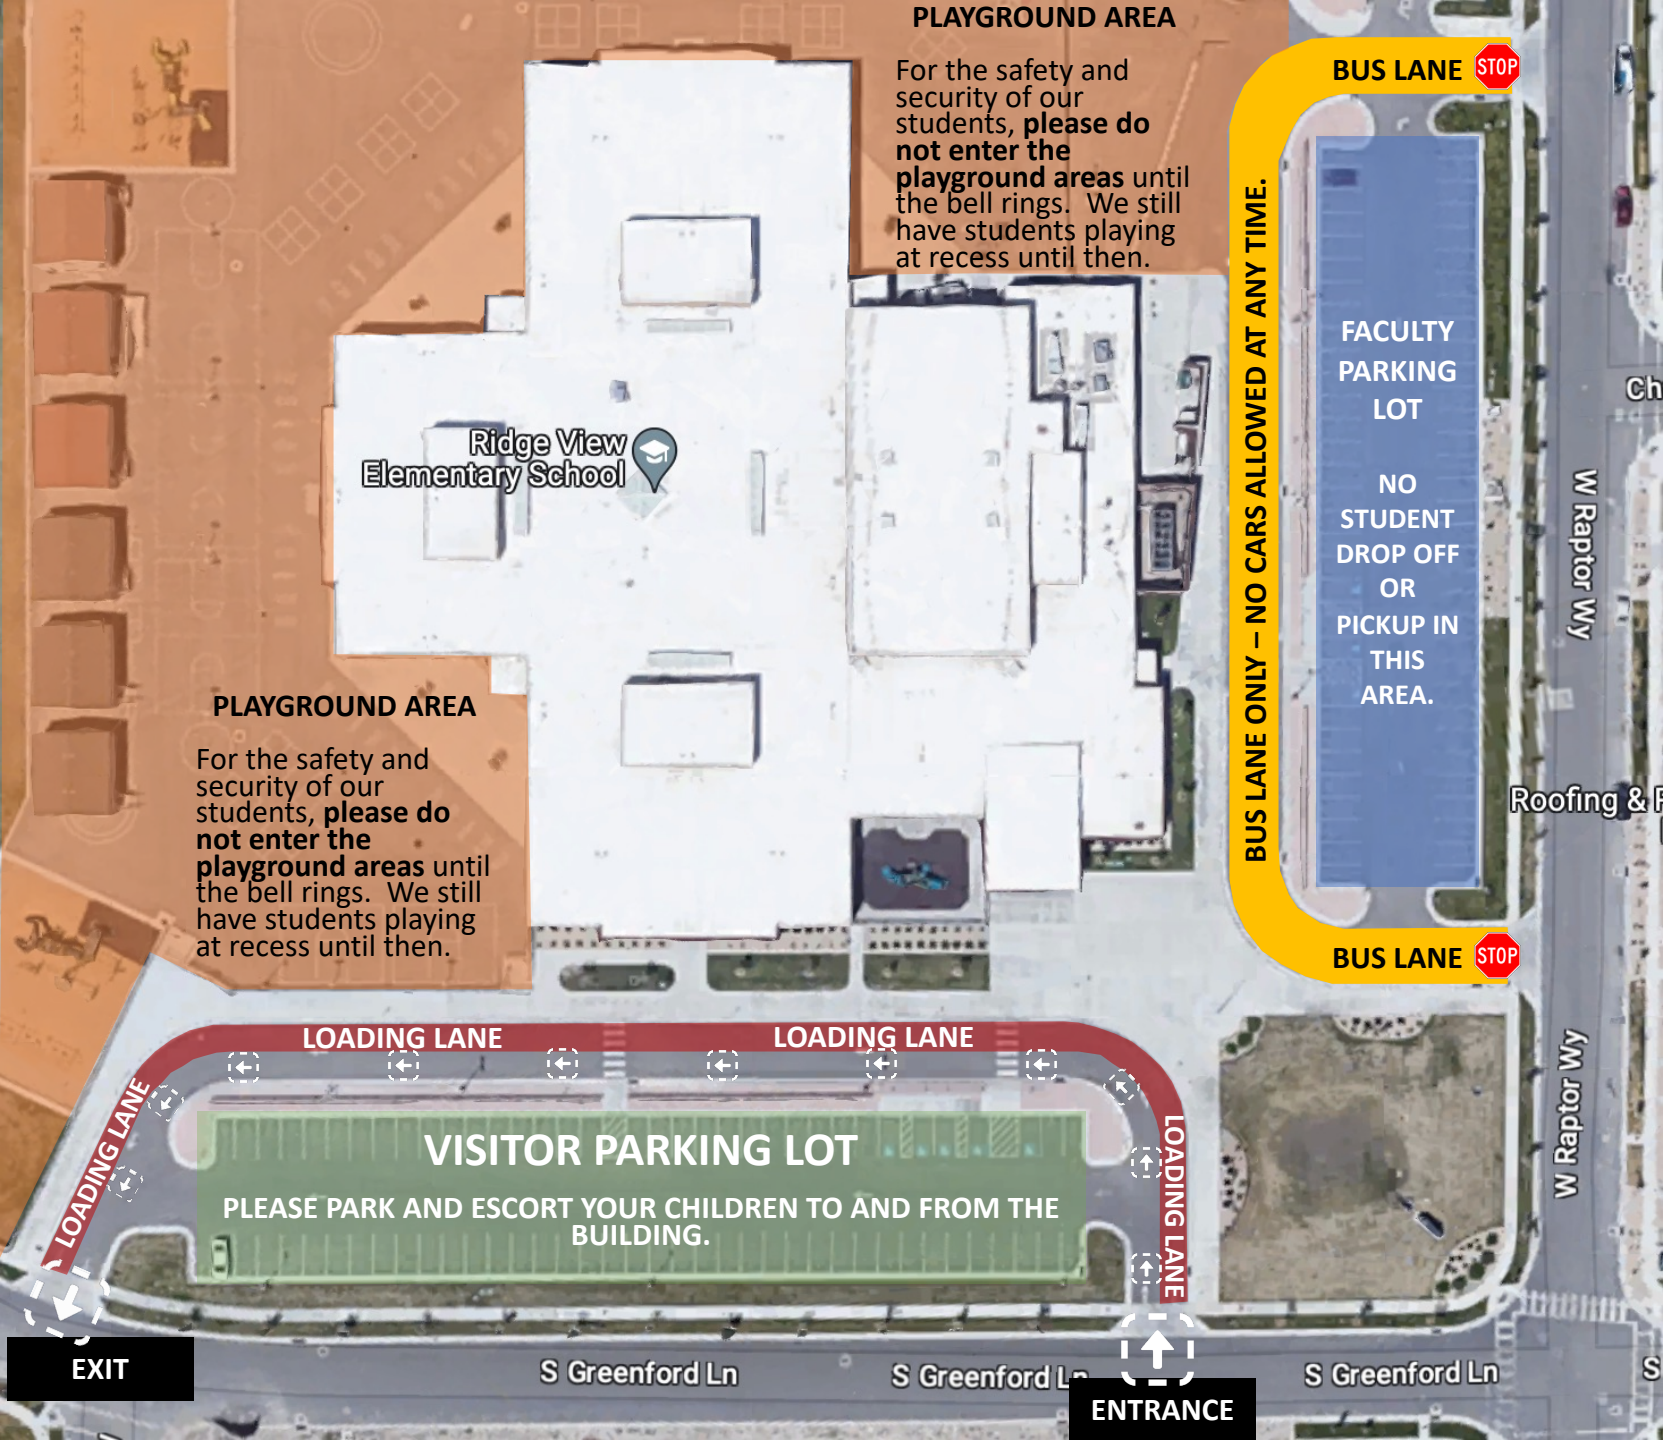 PLAYGROUND AREA
For the safety and
security of our
students, please do
not enter the
playground areas until
the bell rings.  We still
have students playing
at recess until then.
BUS LANE
STOP
BUS LANE ONLY – NO CARS ALLOWED AT ANY TIME.
FACULTY
PARKING
LOT
NO
STUDENT
DROP OFF
OR
PICKUP IN
THIS
AREA.
Ch
W Raptor Wy
Ridge View
Elementary School
PLAYGROUND AREA
For the safety and
security of our
students, please do
not enter the
playground areas until
the bell rings.  We still
have students playing
at recess until then.
Roofing &
BUS LANE
STOP
LOADING LANE
LOADING LANE
LOADING LANE
LOADING LANE
W Raptor Wy
VISITOR PARKING LOT
PLEASE PARK AND ESCORT YOUR CHILDREN TO AND FROM THE
BUILDING.
EXIT
S Greenford Ln
S Greenford Ln
S Greenford Ln
S
ENTRANCE